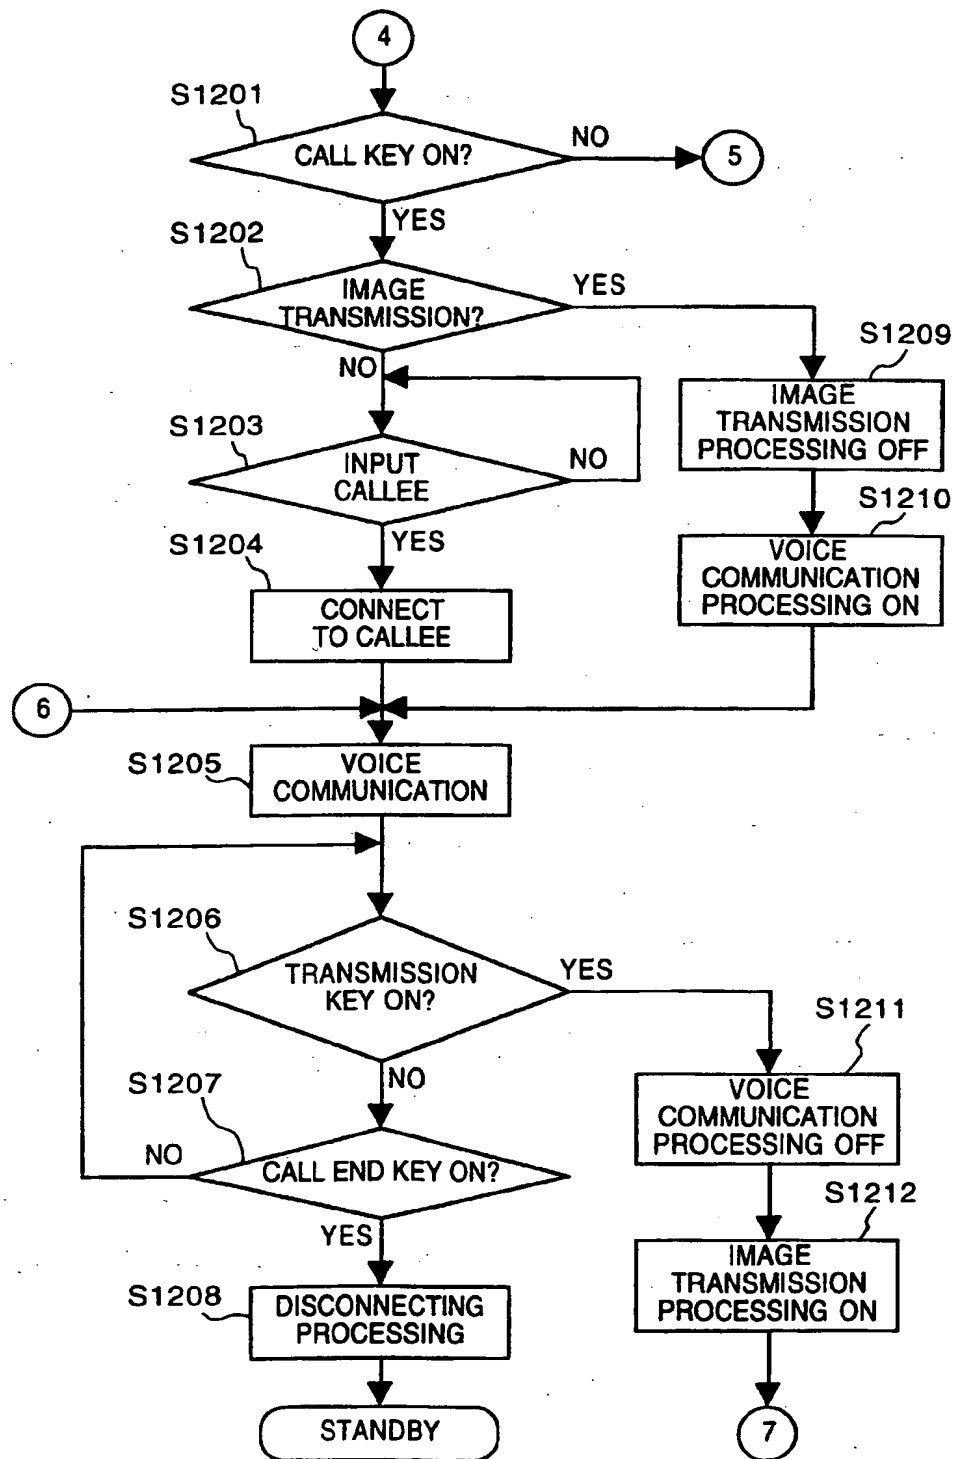 4
S1201
CALL KEY ON?
NO
5
YES
S1202
IMAGE
TRANSMISSION?
YES
NO
S1209
IMAGE
TRANSMISSION
PROCESSING OFF
S1203
INPUT
CALLEE
NO
YES
S1210
VOICE
COMMUNICATION
PROCESSING ON
S1204
CONNECT
TO CALLEE
6
S1205
VOICE
COMMUNICATION
S1206
TRANSMISSION
KEY ON?
YES
NO
S1211
VOICE
COMMUNICATION
PROCESSING OFF
S1207
CALL END KEY ON?
NO
YES
S1212
IMAGE
TRANSMISSION
PROCESSING ON
S1208
DISCONNECTING
PROCESSING
STANDBY
7